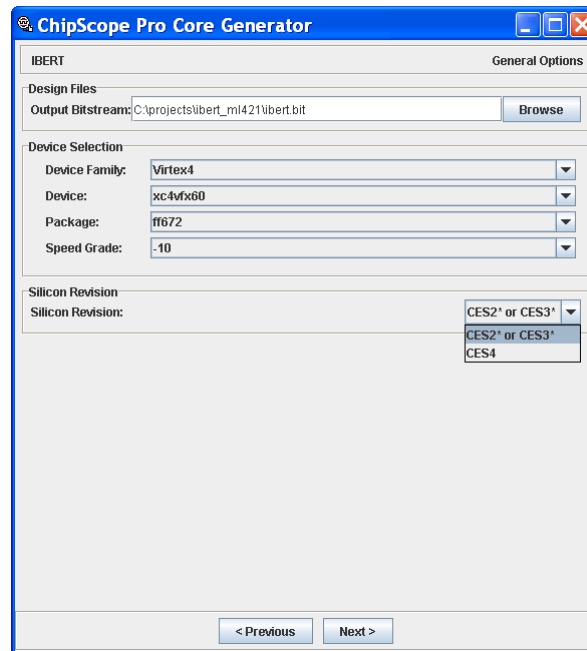 ChipScope Pro Core Generator
IBERT General Options
Design Files
Output Bitstream: C:\projects\ibert_ml421\ibert.bit Browse
Device Selection
Device Family: Virtex4
Device: xc4vfx60
Package: ff672
Speed Grade: -10
Silicon Revision
Silicon Revision: CES2* or CES3*
CES2* or CES3*
CES4
< Previous Next >